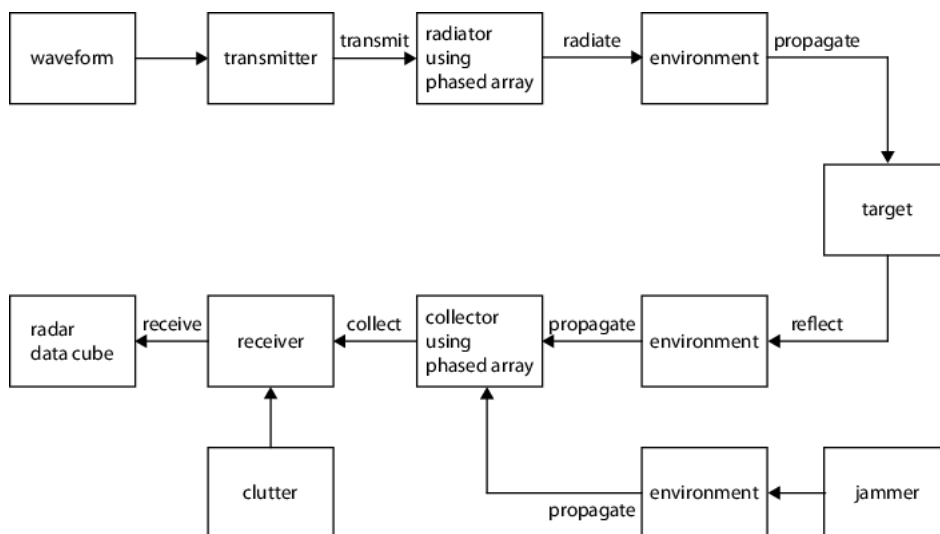 waveform
transmitter
transmit
radiator
using
phased array
radiate
environment
propagate
target
radar
data cube
receive
receiver
collect
collector
using
phased array
propagate
environment
reflect
clutter
propagate
environment
jammer